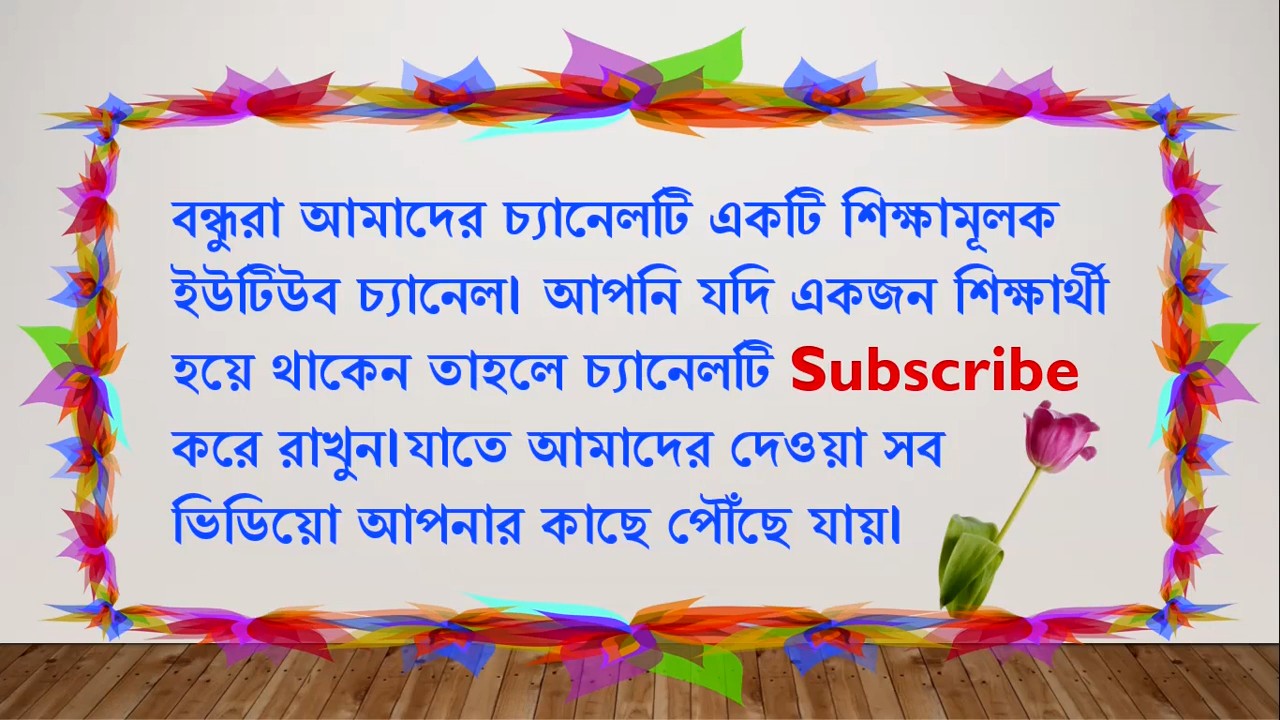 বন্ধুরা আমাদের চ্যানেলটি একটি শিক্ষামূলক
ইউটিউব চ্যানেল। আপনি যদি একজন শিক্ষার্থী
হয়ে থাকেন তাহলে চ্যানেলটি Subscribe
করে রাখুন।যাতে আমাদের দেওয়া সব
ভিডিয়ো আপনার কাছে পৌঁছে যায়।